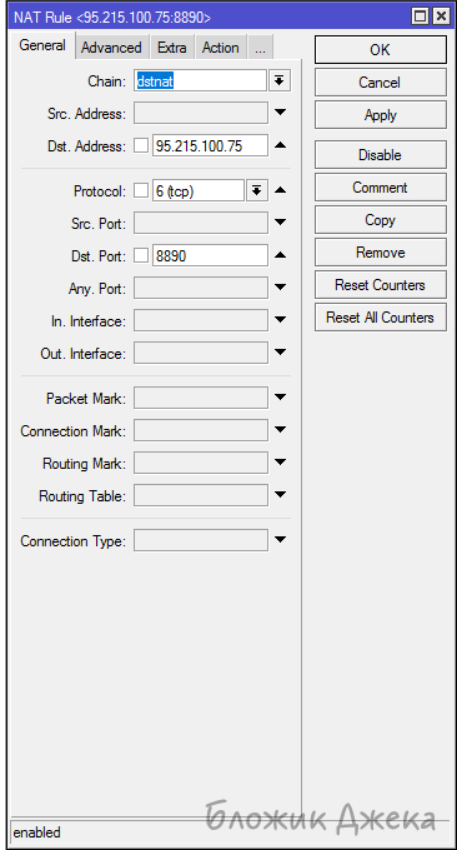 NAT Rule <95.215.100.75:8890>
General Advanced Extra Action ...
Chain: dstnat
Src. Address:
Dst. Address: 95.215.100.75
Protocol: 6 (tcp)
Src. Port:
Dst. Port: 8890
Any. Port:
In. Interface:
Out. Interface:
Packet Mark:
Connection Mark:
Routing Mark:
Routing Table:
Connection Type:
OK
Cancel
Apply
Disable
Comment
Copy
Remove
Reset Counters
Reset All Counters
enabled
Бложик Джека